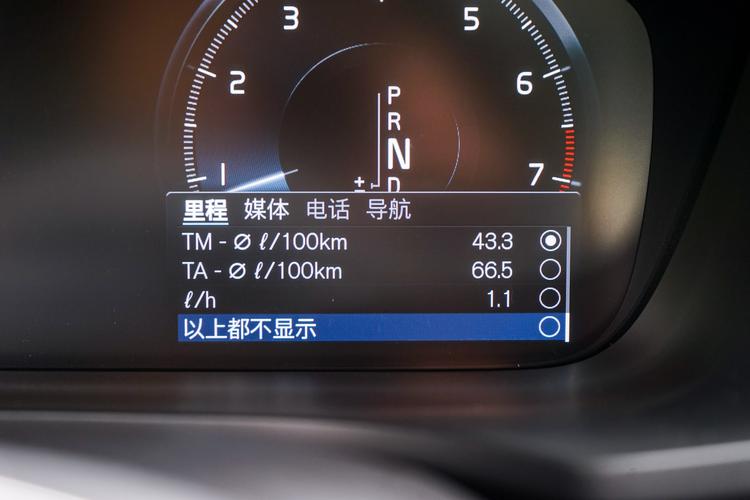 3
5
2
6
1
7
P
R
N
± D
里程 媒体 电话 导航
TM - Ø ℓ/100km 43.3
TA - Ø ℓ/100km 66.5
ℓ/h 1.1
以上都不显示